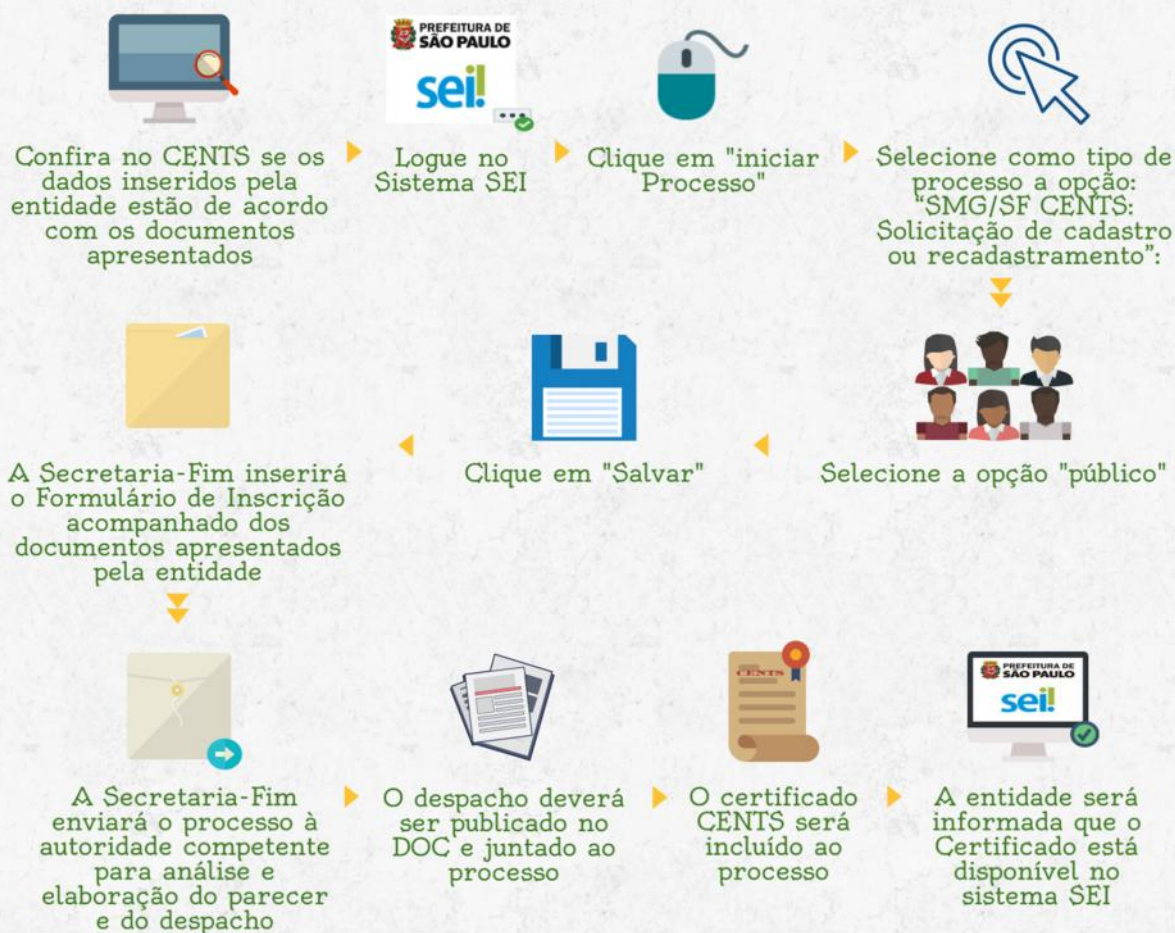 PREFEITURA DE
SÃO PAULO
sei!
Confira no CENTS se os
dados inseridos pela
entidade estão de acordo
com os documentos
apresentados
Logue no
Sistema SEI
Clique em "iniciar
Processo"
Selecione como tipo de
processo a opção:
"SMG/SF CENTS:
Solicitação de cadastro
ou recadastramento":
Selecione a opção "público"
Clique em "Salvar"
A Secretaria-Fim inserirá
o Formulário de Inscrição
acompanhado dos
documentos apresentados
pela entidade
A Secretaria-Fim
enviará o processo à
autoridade competente
para análise e
elaboração do parecer
e do despacho
O despacho deverá
ser publicado no
DOC e juntado ao
processo
CENTS
O certificado
CENTS será
incluído ao
processo
PREFEITURA DE
SÃO PAULO
sei!
A entidade será
informada que o
Certificado está
disponível no
sistema SEI